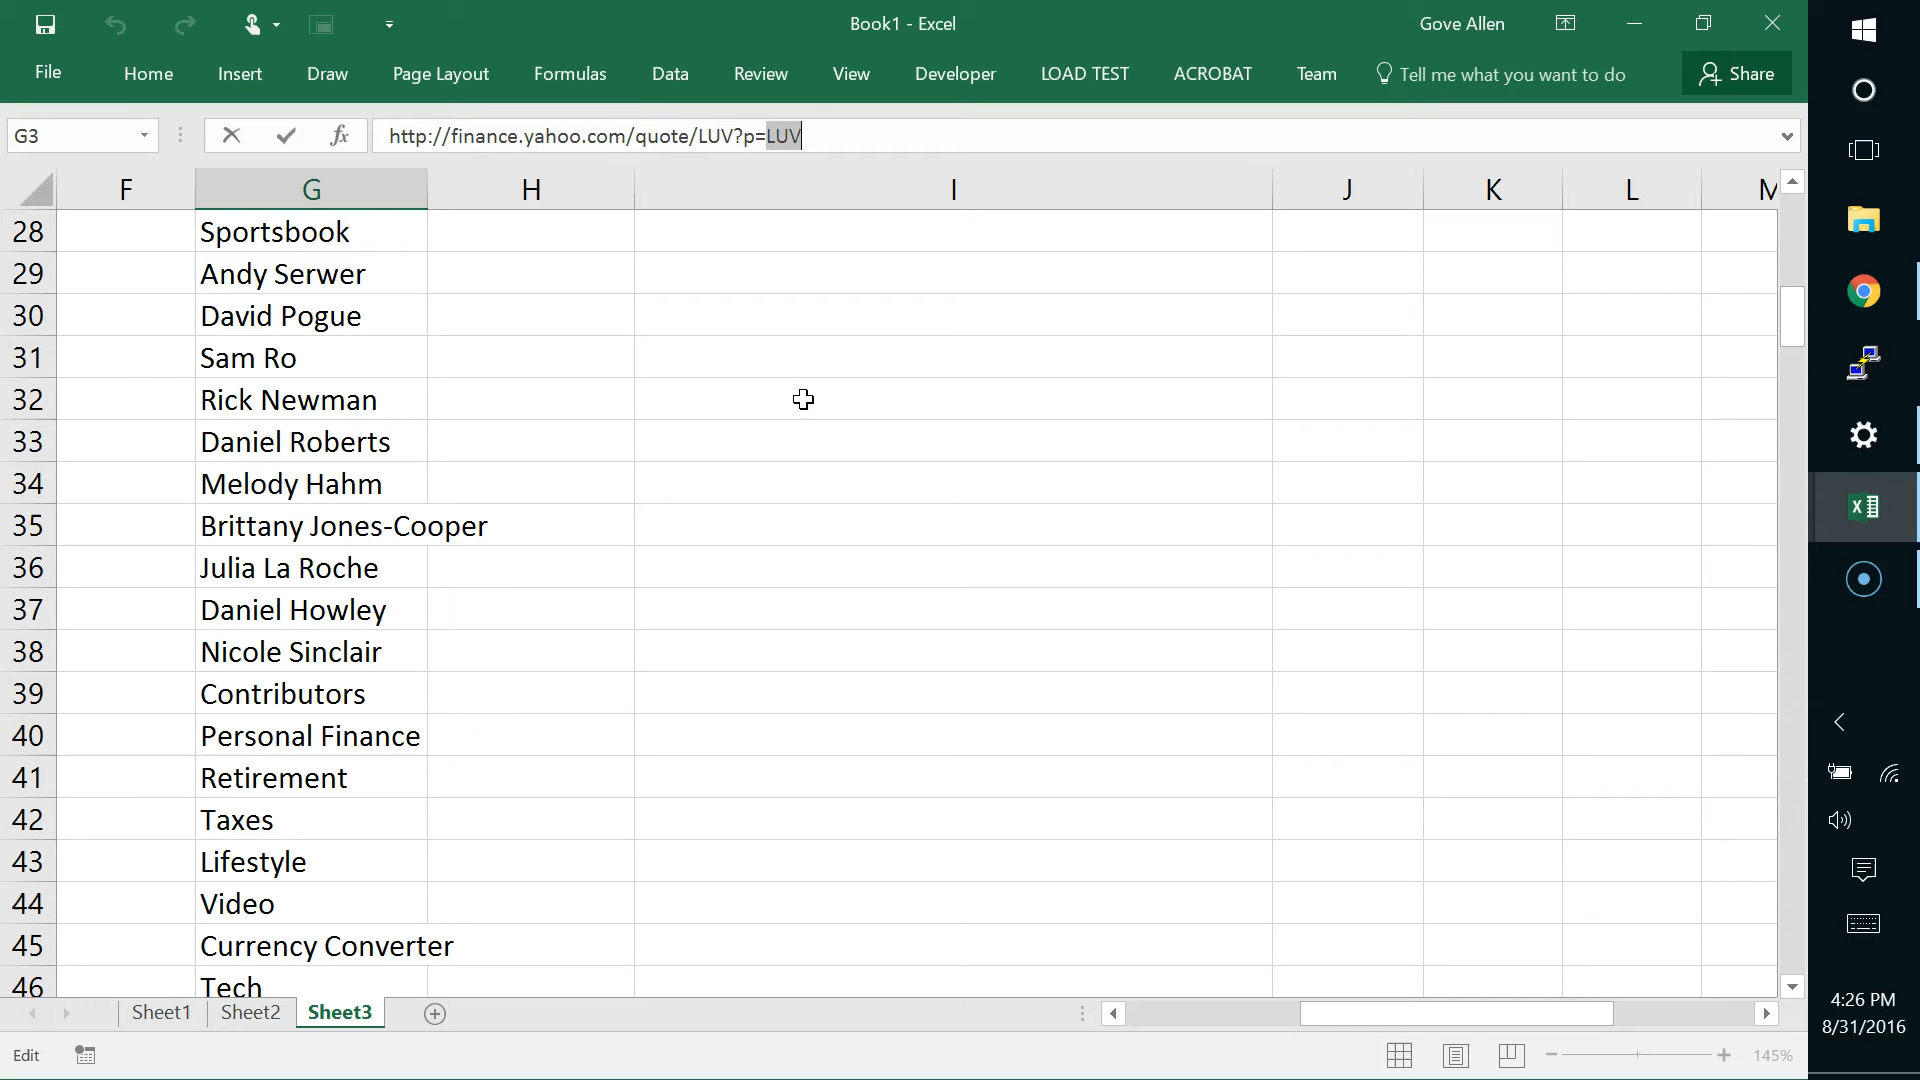 Book1 - Excel
Gove Allen
File Home Insert Draw Page Layout Formulas Data Review View Developer LOAD TEST ACROBAT Team Tell me what you want to do Share
G3 fx http://finance.yahoo.com/quote/LUV?p=LUV
F G H I J K L M
28 Sportsbook
29 Andy Serwer
30 David Pogue
31 Sam Ro
32 Rick Newman
33 Daniel Roberts
34 Melody Hahm
35 Brittany Jones-Cooper
36 Julia La Roche
37 Daniel Howley
38 Nicole Sinclair
39 Contributors
40 Personal Finance
41 Retirement
42 Taxes
43 Lifestyle
44 Video
45 Currency Converter
46 Tech
Sheet1 Sheet2 Sheet3
Edit 145%
4:26 PM
8/31/2016